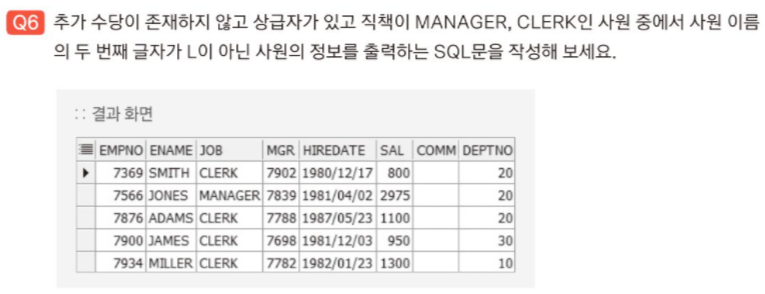 Q6 추가 수당이 존재하지 않고 상급자가 있고 직책이 MANAGER, CLERK인 사원 중에서 사원 이름
의 두 번째 글자가 L이 아닌 사원의 정보를 출력하는 SQL문을 작성해 보세요.
:: 결과 화면
EMPNO ENAME JOB MGR HIREDATE SAL COMM DEPTNO
7369 SMITH CLERK 7902 1980/12/17 800 20
7566 JONES MANAGER 7839 1981/04/02 2975 20
7876 ADAMS CLERK 7788 1987/05/23 1100 20
7900 JAMES CLERK 7698 1981/12/03 950 30
7934 MILLER CLERK 7782 1982/01/23 1300 10